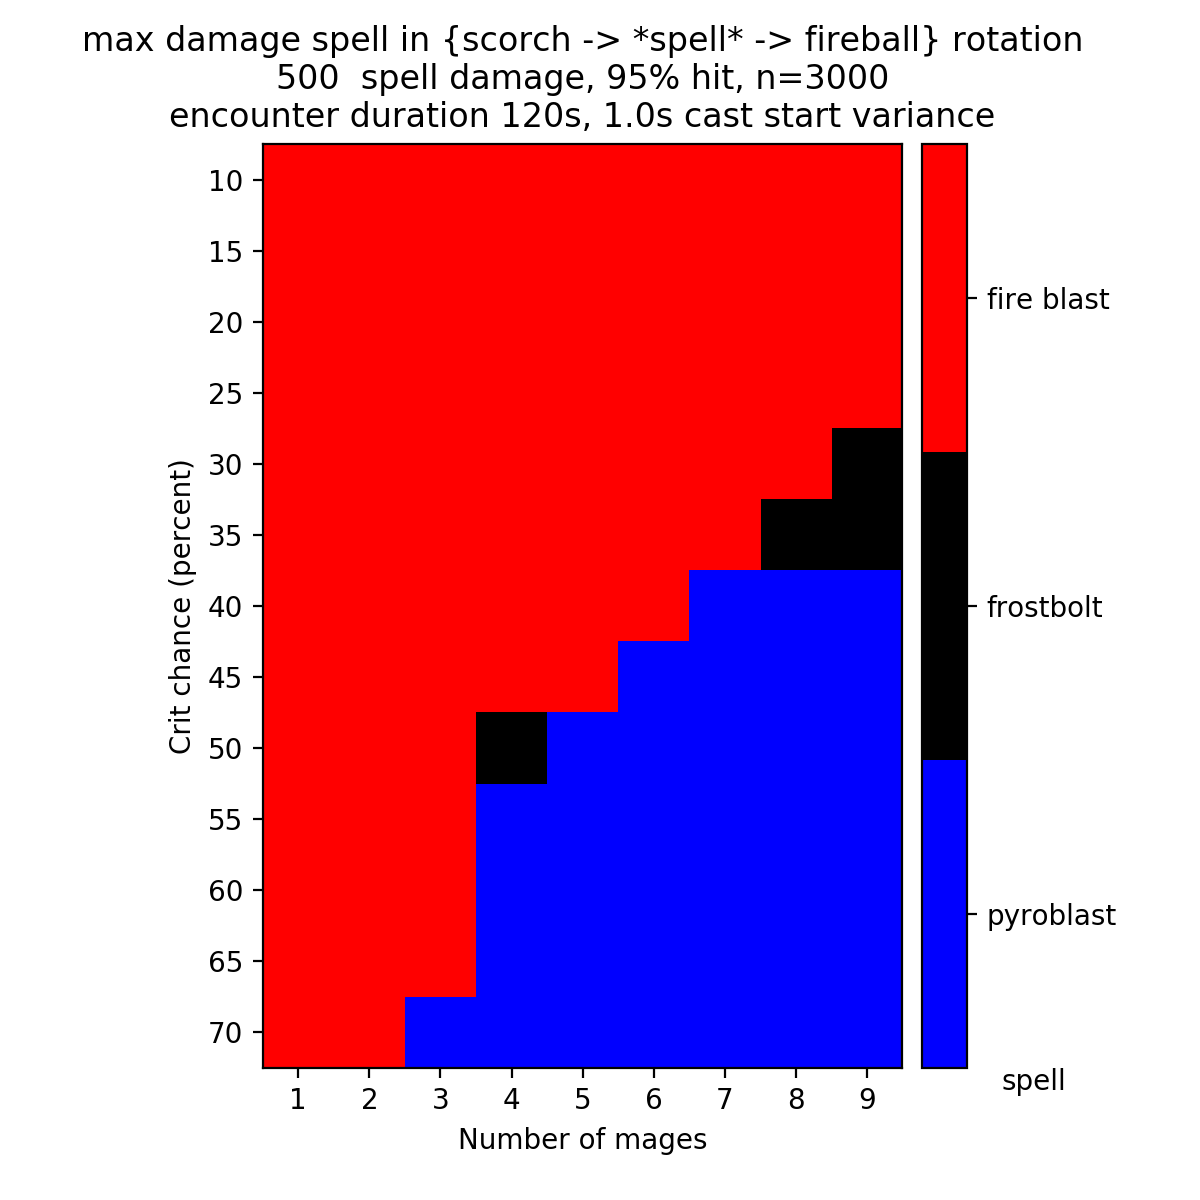 max damage spell in {scorch -> *spell* -> fireball} rotation
500  spell damage, 95% hit, n=3000
encounter duration 120s, 1.0s cast start variance
Crit chance (percent)
10
15
20
25
30
35
40
45
50
55
60
65
70
1 2 3 4 5 6 7 8 9
Number of mages
fire blast
frostbolt
pyroblast
spell